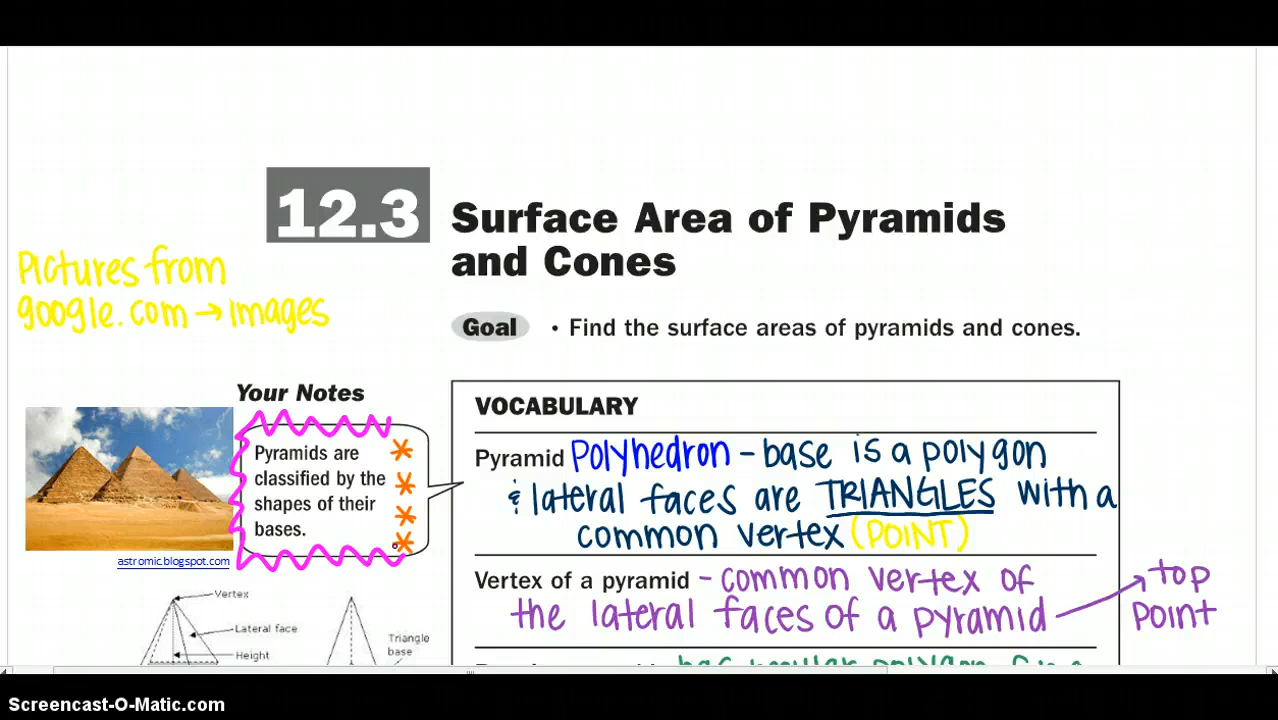 12.3
Surface Area of Pyramids
and Cones
Pictures from
google.com → Images
Goal • Find the surface areas of pyramids and cones.
Your Notes
Pyramids are
classified by the
shapes of their
bases.
astromic.blogspot.com
Vertex
Lateral face
Height
Triangle
base
VOCABULARY
Pyramid Polyhedron - base is a polygon
& lateral faces are TRIANGLES with a
common vertex (POINT)
Vertex of a pyramid - common vertex of
the lateral faces of a pyramid → top
point
Screencast-O-Matic.com